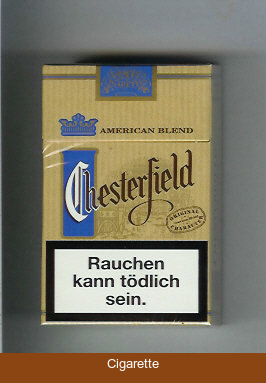 AMERICAN BLEND
Chesterfield
ORIGINAL
CHARACTER
Rauchen
kann tödlich
sein.
Cigarette